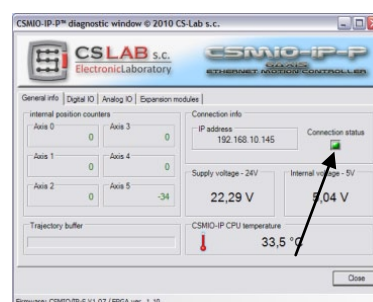 CSMIO-IP-P™ diagnostic window © 2010 CS-Lab s.c.
CSLAB s.c.
ElectronicLaboratory
CSMIO-IP-P
ETHERNET MOTION CONTROLLER
General info | Digital IO | Analog IO | Expansion modules
internal position counters
Axis 0 0
Axis 3 0
Axis 1 0
Axis 4 0
Axis 2 0
Axis 5 -34
Trajectory buffer
Connection info
IP address
192.168.10.145
Connection status
Supply voltage - 24V
22,29 V
Internal voltage - 5V
5,04 V
CSMIO-IP CPU temperature
33,5 °C
Close